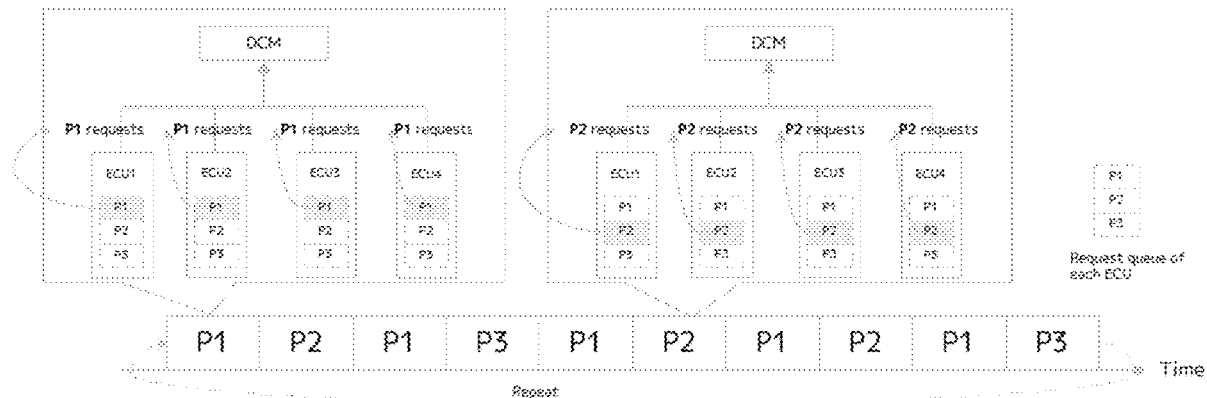 DCM
P1 requests P1 requests P1 requests P1 requests
ECU1 ECU2 ECU3 ECU4
P1 P1 P1 P1
P2 P2 P2 P2
P3 P3 P3 P3
DCM
P2 requests P2 requests P2 requests P2 requests
ECU1 ECU2 ECU3 ECU4
P1 P1 P1 P1
P2 P2 P2 P2
P3 P3 P3 P3
P1
P2
P3
Request queue of
each ECU
P1 P2 P1 P3 P1 P2 P1 P2 P1 P3
Time
Repeat